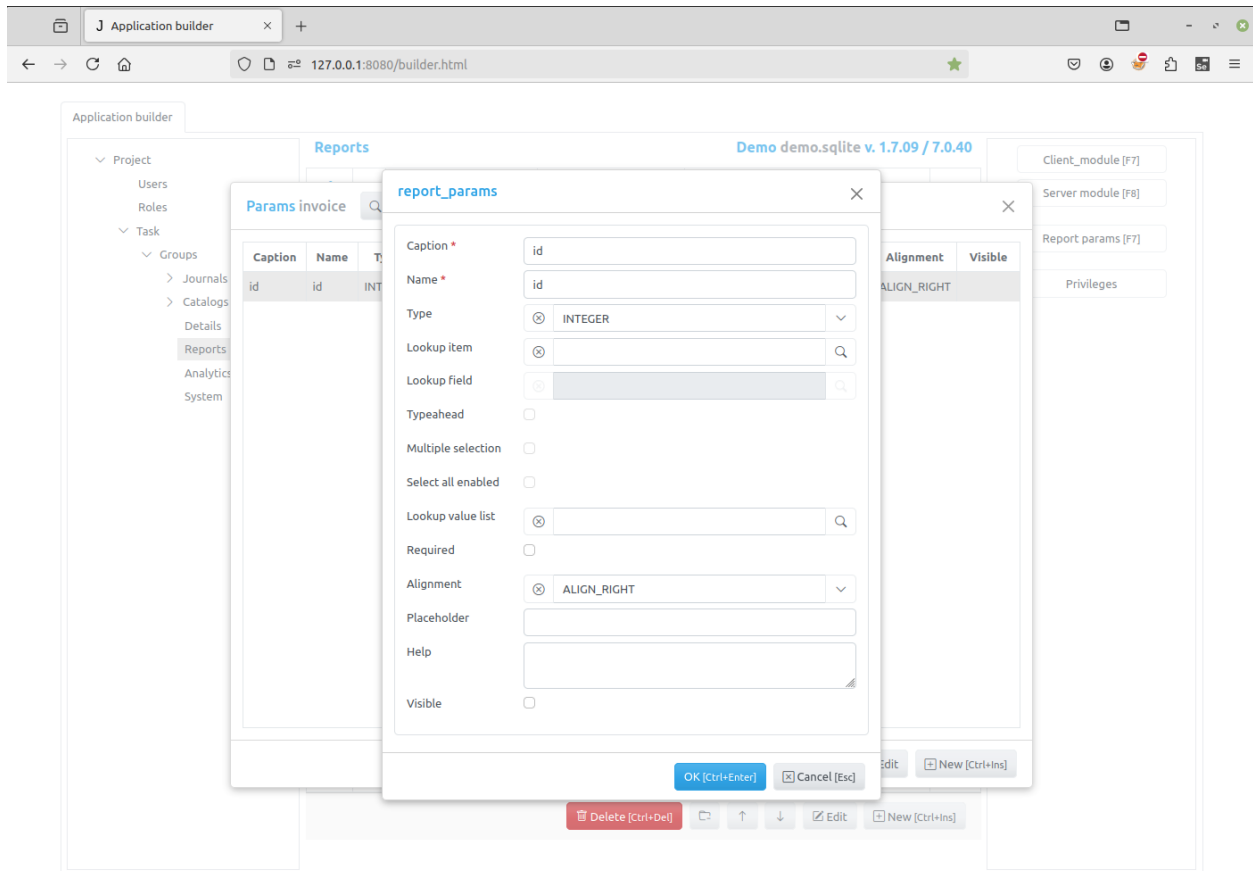 J Application builder
127.0.0.1:8080/builder.html
Application builder
Project
Users
Roles
Task
Groups
Journals
Catalogs
Details
Reports
Analytics
System
Reports
Demo demo.sqlite v. 1.7.09 / 7.0.40
Client_module [F7]
Server module [F8]
Report params [F7]
Privileges
Params invoice
Caption Name Alignment Visible
id id INT ALIGN_RIGHT
report_params
Caption * id
Name * id
Type INTEGER
Lookup item
Lookup field
Typeahead
Multiple selection
Select all enabled
Lookup value list
Required
Alignment ALIGN_RIGHT
Placeholder
Help
Visible
OK [Ctrl+Enter] Cancel [Esc]
Edit New [Ctrl+Ins]
Delete [Ctrl+Del] Edit New [Ctrl+Ins]